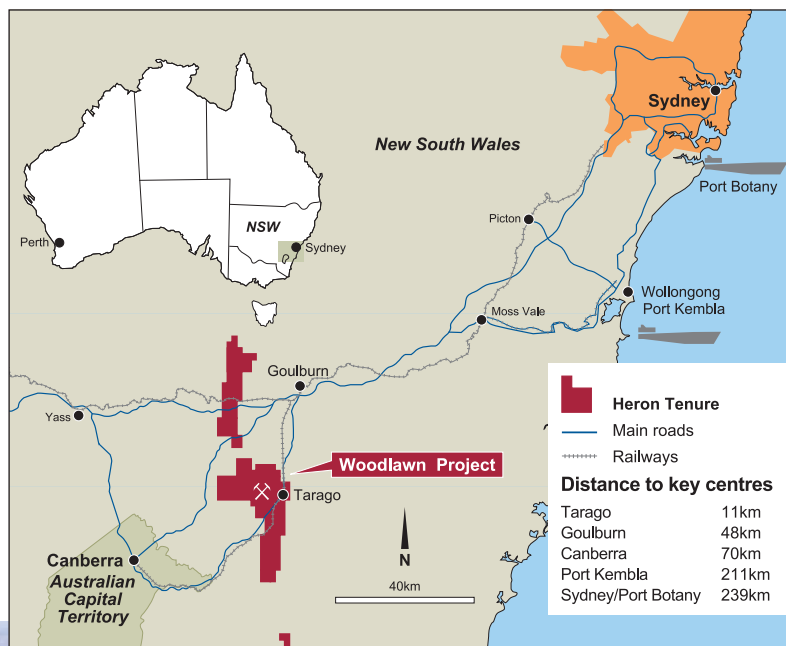 Sydney
New South Wales
Port Botany
NSW
Perth
Sydney
Picton
Wollongong
Port Kembla
Moss Vale
Goulburn
Yass
Heron Tenure
Main roads
Railways
Woodlawn Project
Tarago
Distance to key centres
Tarago 11km
Goulburn 48km
Canberra 70km
Port Kembla 211km
Sydney/Port Botany 239km
N
40km
Canberra
Australian
Capital
Territory